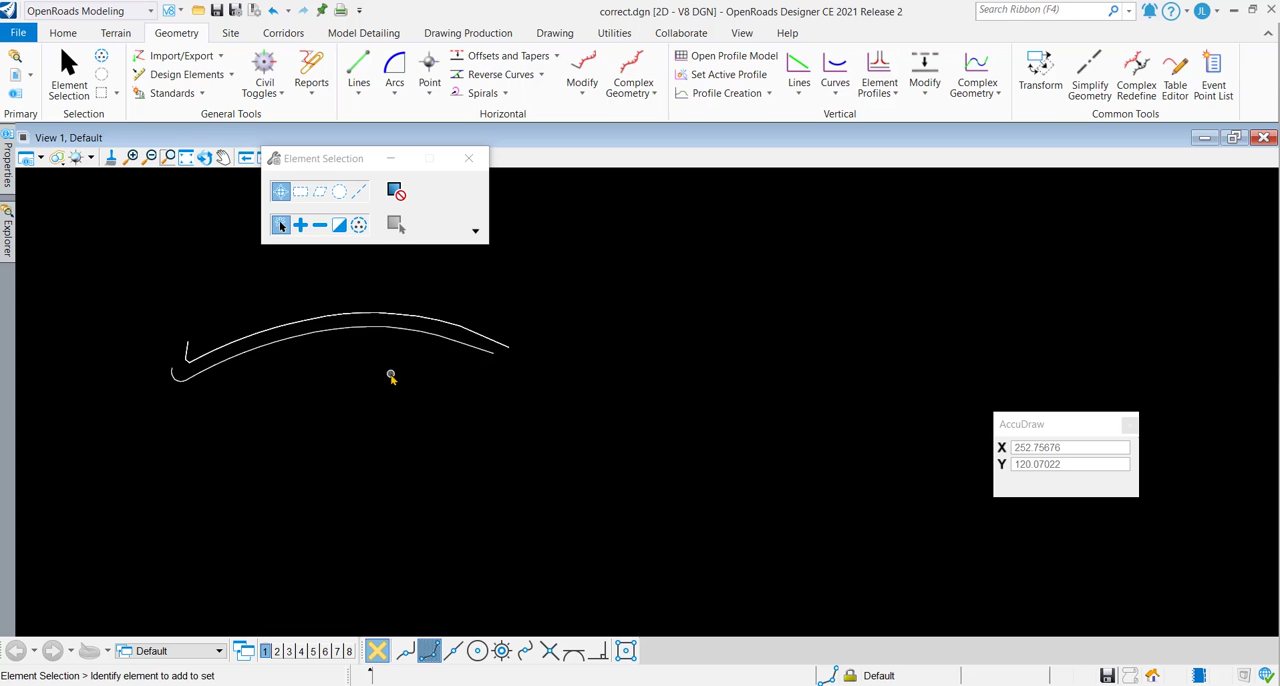 OpenRoads Modeling
correct.dgn [2D - V8 DGN] - OpenRoads Designer CE 2021 Release 2
Search Ribbon (F4)
JL
File Home Terrain Geometry Site Corridors Model Detailing Drawing Production Drawing Utilities Collaborate View Help
Element Selection
Import/Export
Design Elements
Standards
Civil Toggles
Reports
Lines
Arcs
Point
Offsets and Tapers
Reverse Curves
Spirals
Modify
Complex Geometry
Open Profile Model
Set Active Profile
Profile Creation
Lines
Curves
Element Profiles
Modify
Complex Geometry
Transform
Simplify Geometry
Complex Redefine
Table Editor
Event Point List
Primary Selection General Tools Horizontal Vertical Common Tools
View 1, Default
Properties
Explorer
Element Selection
AccuDraw
X 252.75676
Y 120.07022
Default
1 2 3 4 5 6 7 8
Element Selection > Identify element to add to set
Default